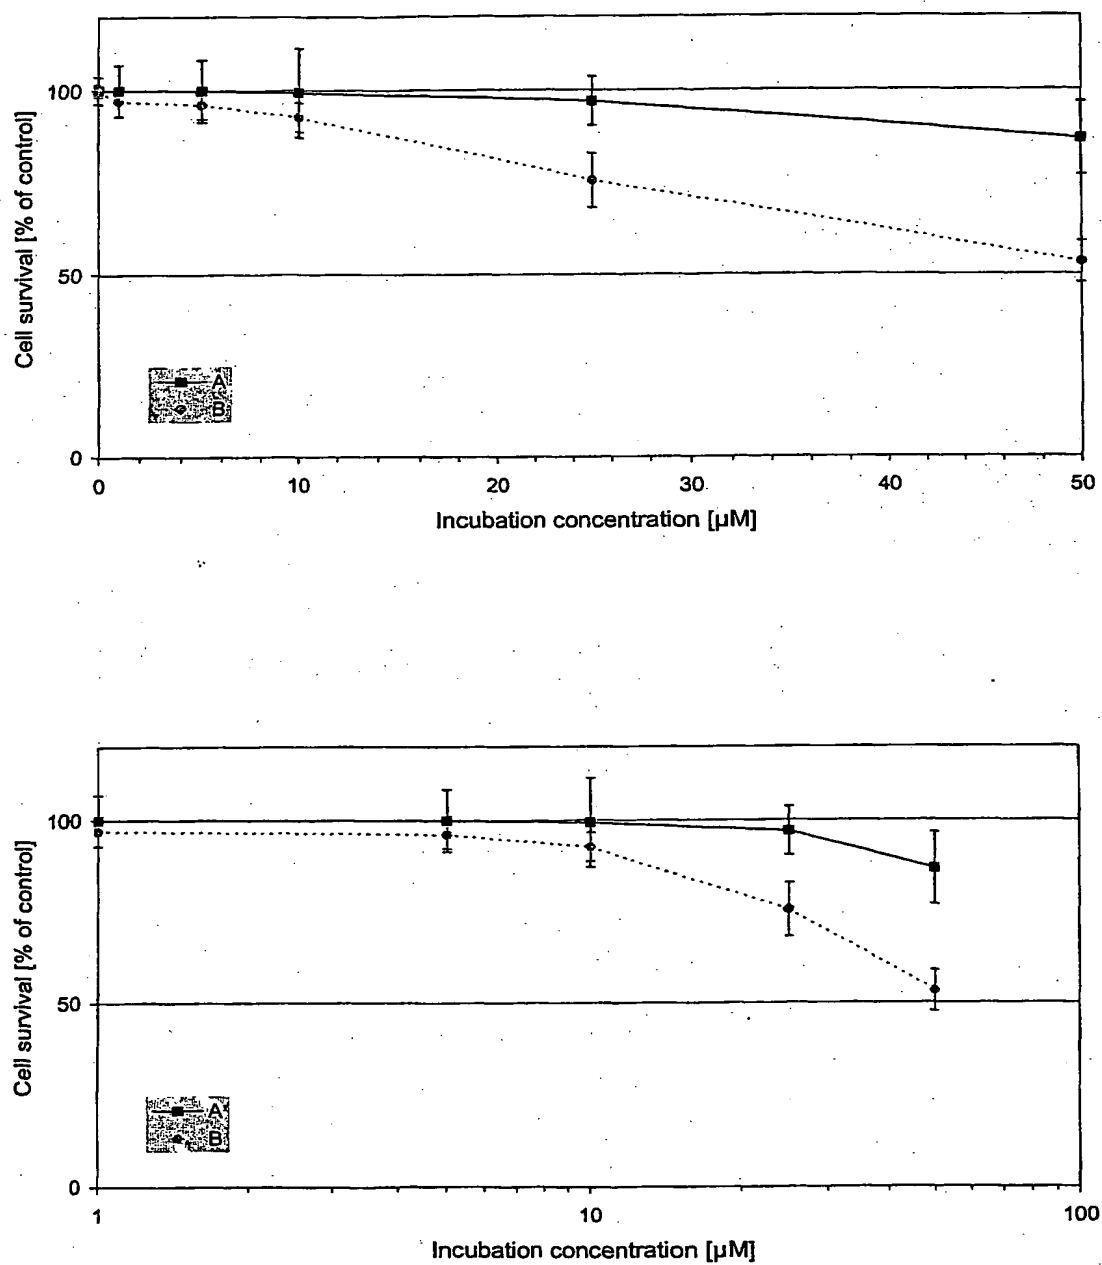 100
50
0
Cell survival [% of control]
A
B
0 10 20 30 40 50
Incubation concentration [µM]
100
50
0
Cell survival [% of control]
A
B
1 10 100
Incubation concentration [µM]